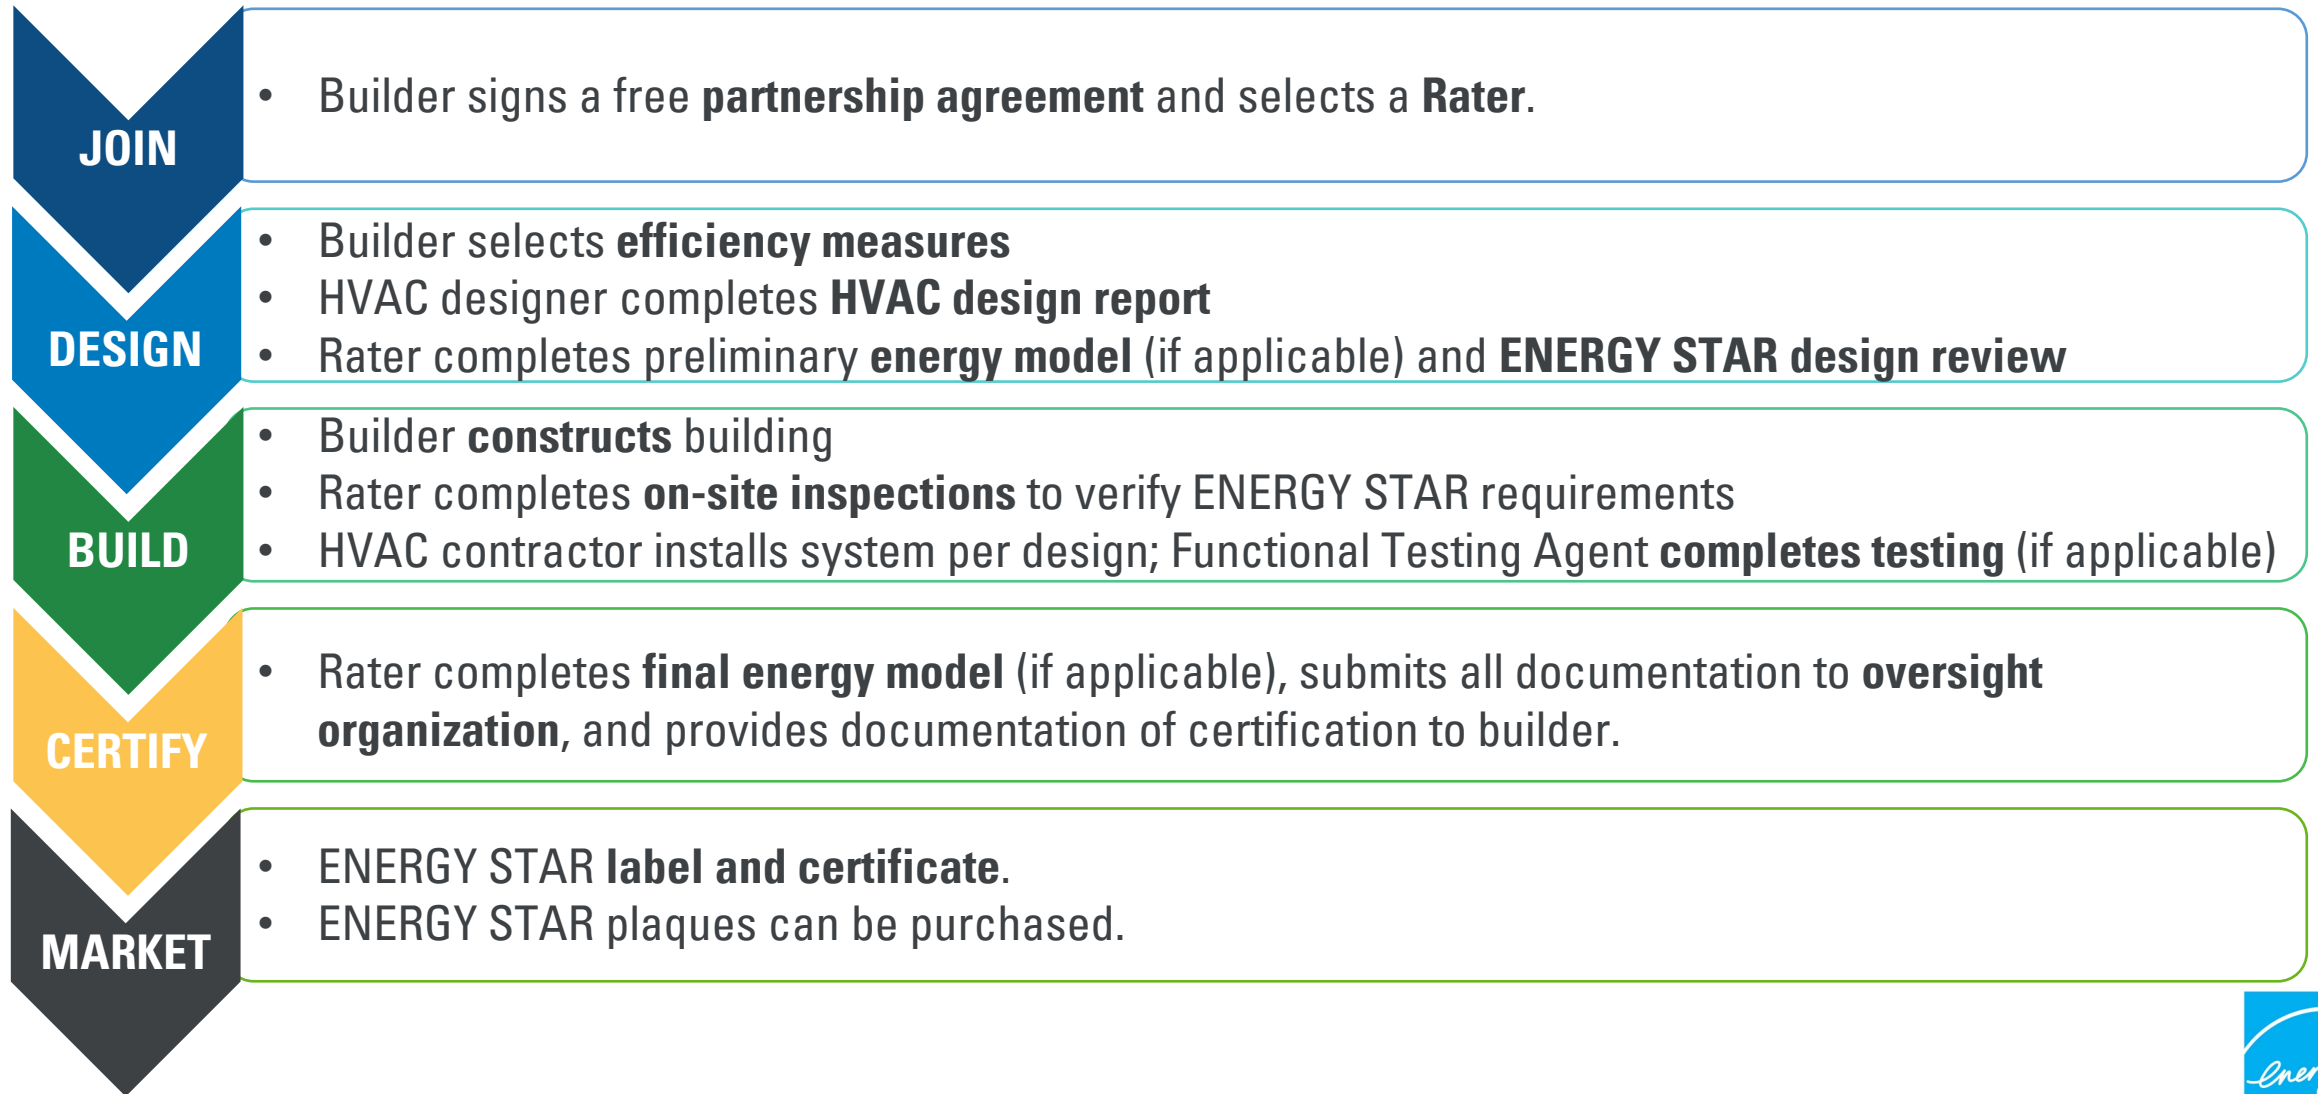 JOIN
• Builder signs a free partnership agreement and selects a Rater.
DESIGN
• Builder selects efficiency measures
• HVAC designer completes HVAC design report
• Rater completes preliminary energy model (if applicable) and ENERGY STAR design review
BUILD
• Builder constructs building
• Rater completes on-site inspections to verify ENERGY STAR requirements
• HVAC contractor installs system per design; Functional Testing Agent completes testing (if applicable)
CERTIFY
• Rater completes final energy model (if applicable), submits all documentation to oversight
organization, and provides documentation of certification to builder.
MARKET
• ENERGY STAR label and certificate.
• ENERGY STAR plaques can be purchased.